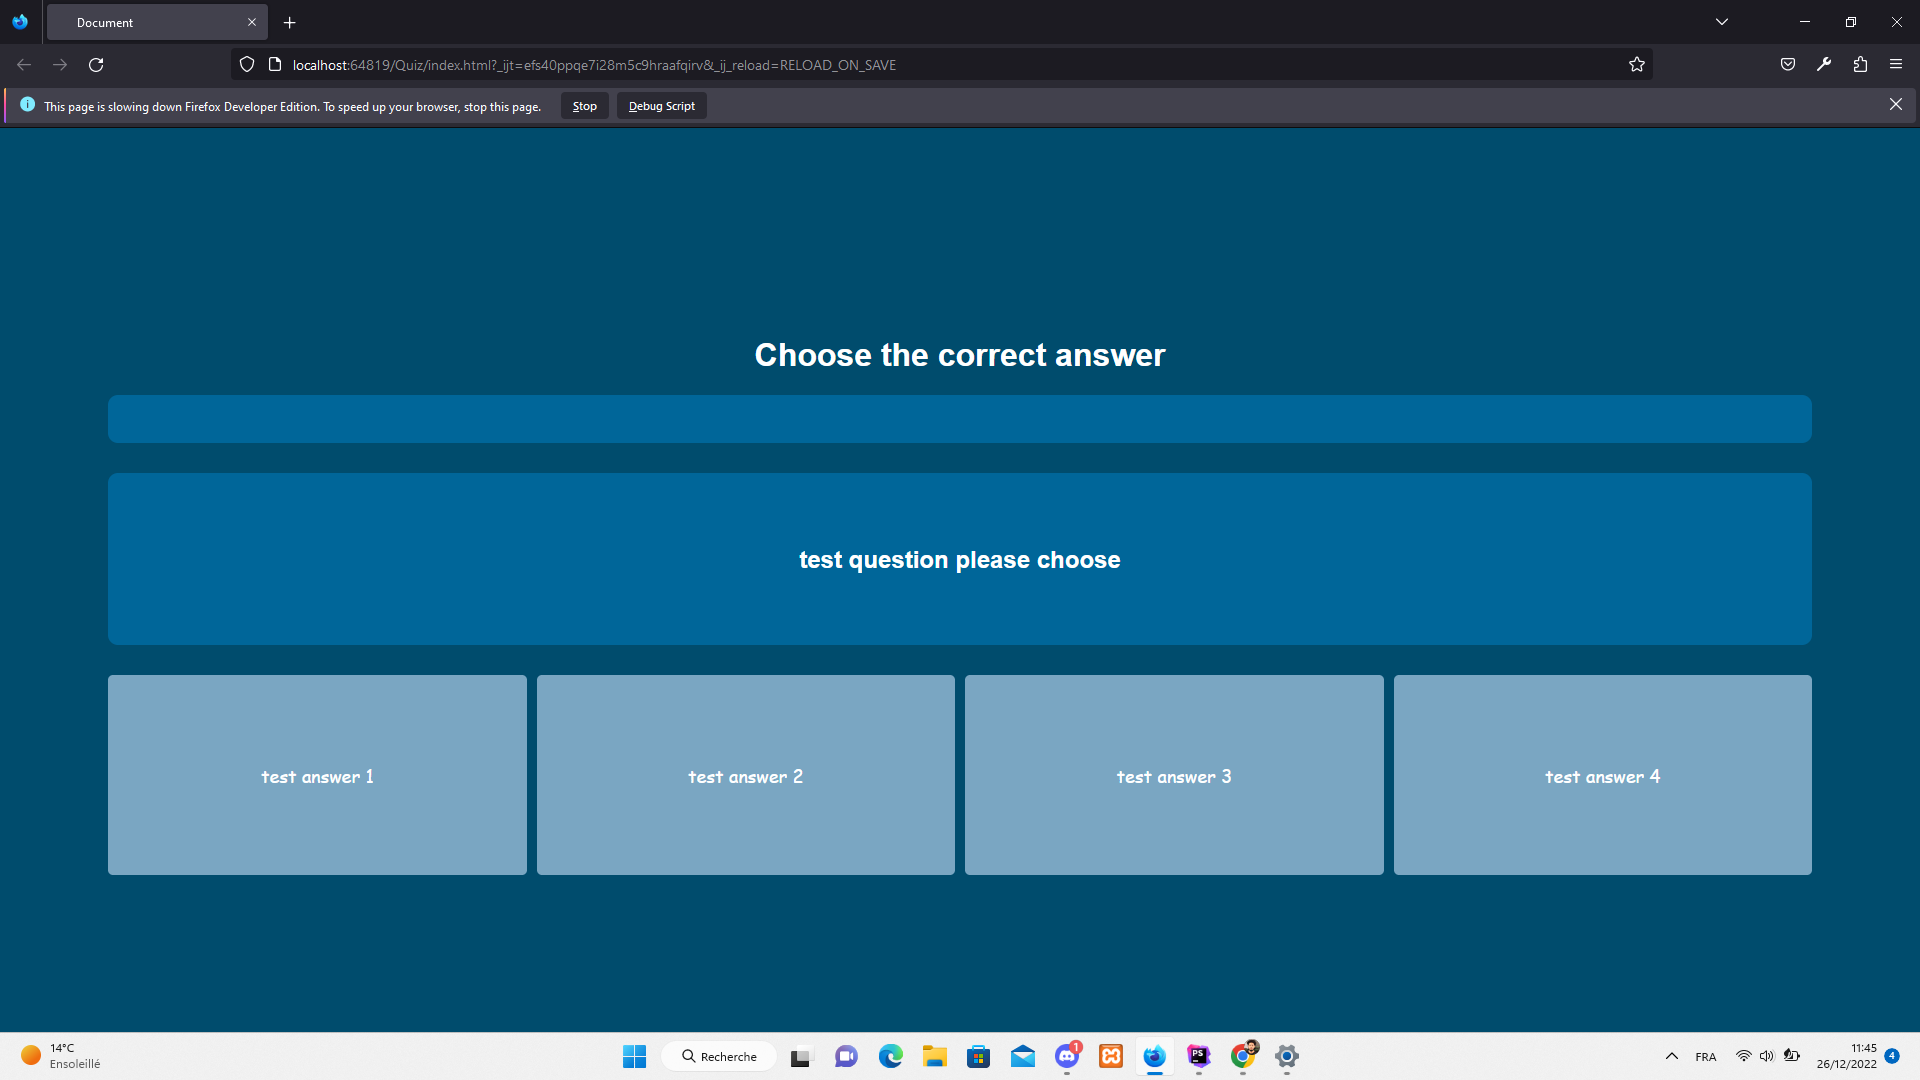 Document
localhost:64819/Quiz/index.html?_ijt=efs40ppqe7i28m5c9hraafqirv&_ij_reload=RELOAD_ON_SAVE
This page is slowing down Firefox Developer Edition. To speed up your browser, stop this page. Stop Debug Script
Choose the correct answer
test question please choose
test answer 1 test answer 2 test answer 3 test answer 4
14°C
Ensoleillé
Recherche
1
PS
FRA
11:45
26/12/2022
4